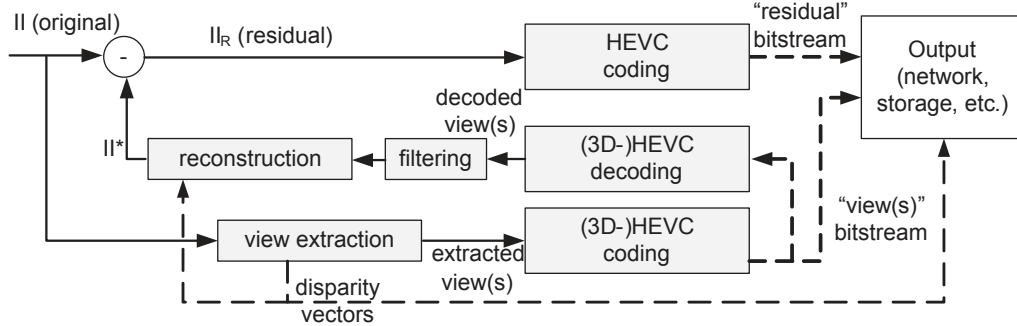 II (original)
-
II_R (residual)
HEVC
coding
"residual"
bitstream
Output
(network,
storage, etc.)
decoded
view(s)
II*
reconstruction
filtering
(3D-)HEVC
decoding
view extraction
extracted
view(s)
(3D-)HEVC
coding
"view(s)"
bitstream
disparity
vectors